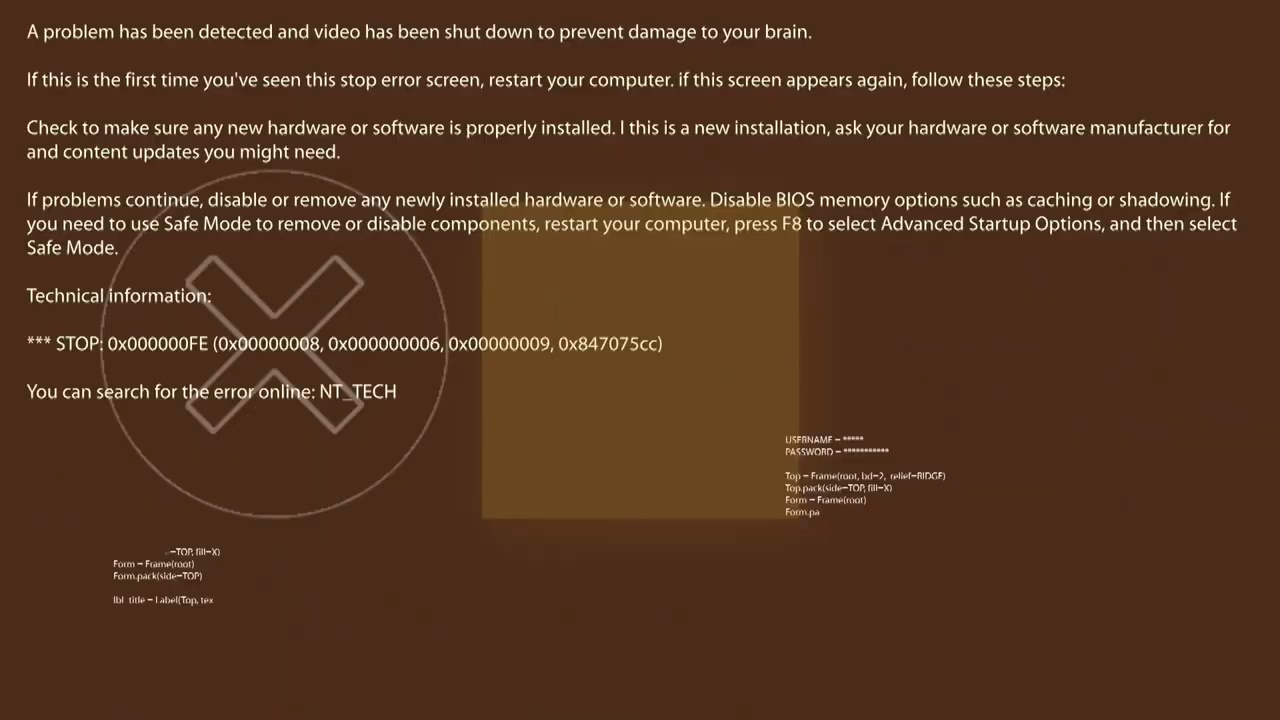 A problem has been detected and video has been shut down to prevent damage to your brain.
If this is the first time you've seen this stop error screen, restart your computer. if this screen appears again, follow these steps:
Check to make sure any new hardware or software is properly installed. I this is a new installation, ask your hardware or software manufacturer for
and content updates you might need.
If problems continue, disable or remove any newly installed hardware or software. Disable BIOS memory options such as caching or shadowing. If
you need to use Safe Mode to remove or disable components, restart your computer, press F8 to select Advanced Startup Options, and then select
Safe Mode.
Technical information:
*** STOP: 0x000000FE (0x00000008, 0x000000006, 0x00000009, 0x847075cc)
You can search for the error online: NT_TECH
USERNAME = *****
PASSWORD = ***********
Top = Frame(root, bd=2, relief=RIDGE)
Top.pack(side=TOP, fill=X)
Form = Frame(root)
Form.pa
=TOP, fill=X)
Form = Frame(root)
Form.pack(side=TOP)
lbl_title = Label(Top, tex